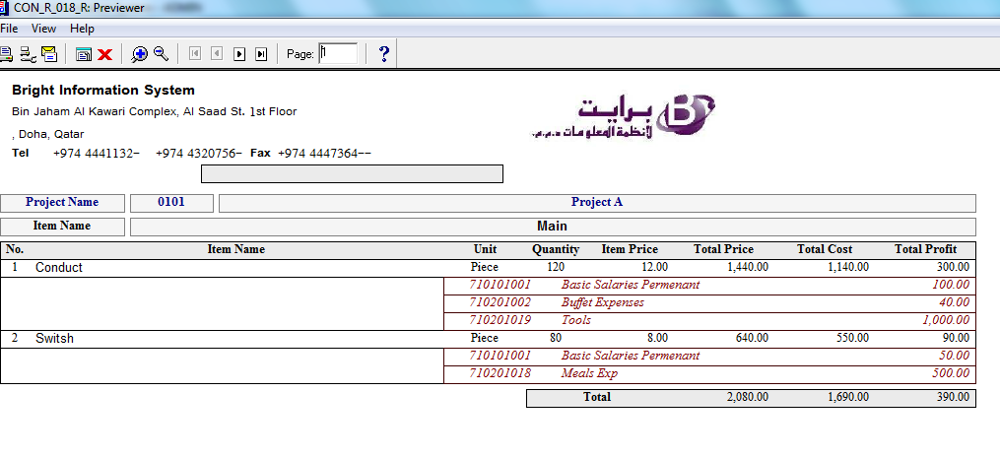 CON_R_018_R: Previewer
File View Help
Page: 1
?
Bright Information System
Bin Jaham Al Kawari Complex, Al Saad St. 1st Floor
, Doha, Qatar
Tel +974 4441132- +974 4320756- Fax +974 4447364--
برايت
لأنظمة المعلومات ذ.م.م.
B
Project Name 0101 Project A
Item Name Main
No. Item Name Unit Quantity Item Price Total Price Total Cost Total Profit
1 Conduct Piece 120 12.00 1,440.00 1,140.00 300.00
710101001 Basic Salaries Permenant 100.00
710201002 Buffet Expenses 40.00
710201019 Tools 1,000.00
2 Switsh Piece 80 8.00 640.00 550.00 90.00
710101001 Basic Salaries Permenant 50.00
710201018 Meals Exp 500.00
Total 2,080.00 1,690.00 390.00